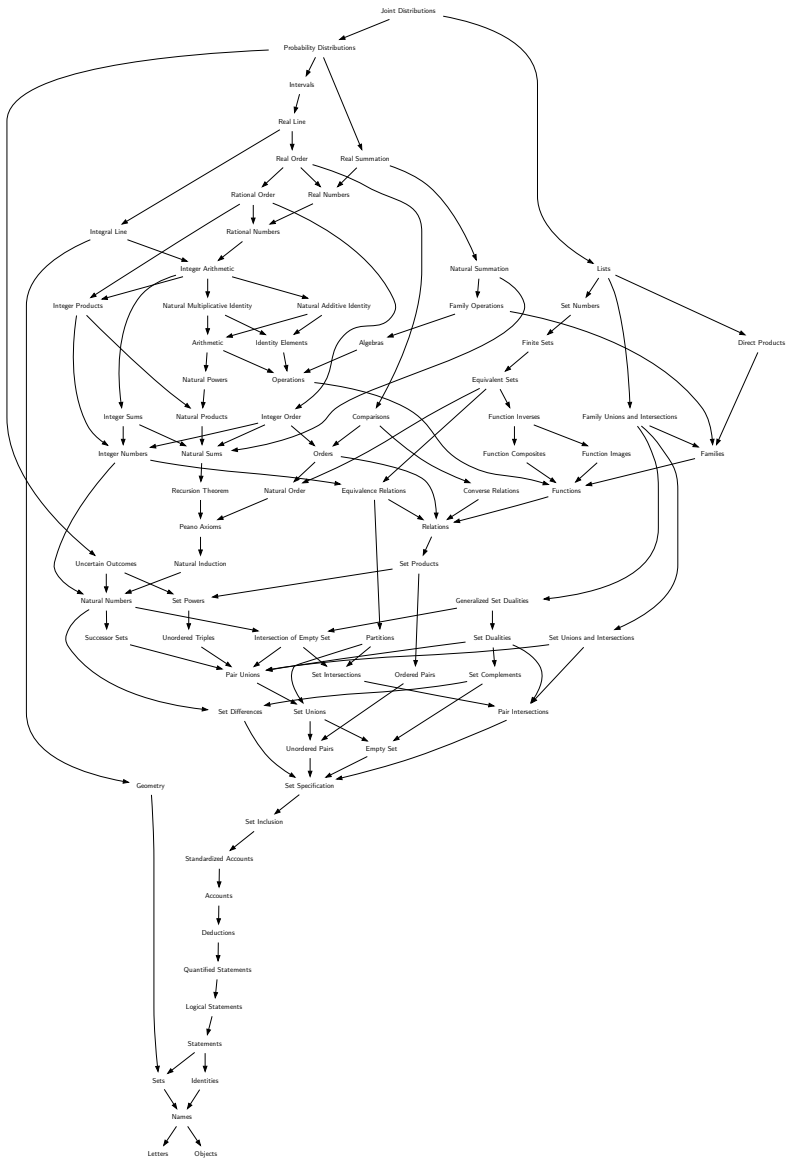 Joint Distributions
Probability Distributions
Intervals
Real Line
Real Order
Real Summation
Rational Order
Real Numbers
Integral Line
Rational Numbers
Integer Arithmetic
Natural Summation
Lists
Integer Products
Natural Multiplicative Identity
Natural Additive Identity
Family Operations
Set Numbers
Arithmetic
Identity Elements
Algebras
Finite Sets
Direct Products
Natural Powers
Operations
Equivalent Sets
Integer Sums
Natural Products
Integer Order
Comparisons
Function Inverses
Family Unions and Intersections
Integer Numbers
Natural Sums
Orders
Function Composites
Function Images
Families
Recursion Theorem
Natural Order
Equivalence Relations
Converse Relations
Functions
Peano Axioms
Relations
Uncertain Outcomes
Natural Induction
Set Products
Natural Numbers
Set Powers
Generalized Set Dualities
Successor Sets
Unordered Triples
Intersection of Empty Set
Partitions
Set Dualities
Set Unions and Intersections
Pair Unions
Set Intersections
Ordered Pairs
Set Complements
Set Differences
Set Unions
Pair Intersections
Unordered Pairs
Empty Set
Geometry
Set Specification
Set Inclusion
Standardized Accounts
Accounts
Deductions
Quantified Statements
Logical Statements
Statements
Sets
Identities
Names
Letters
Objects